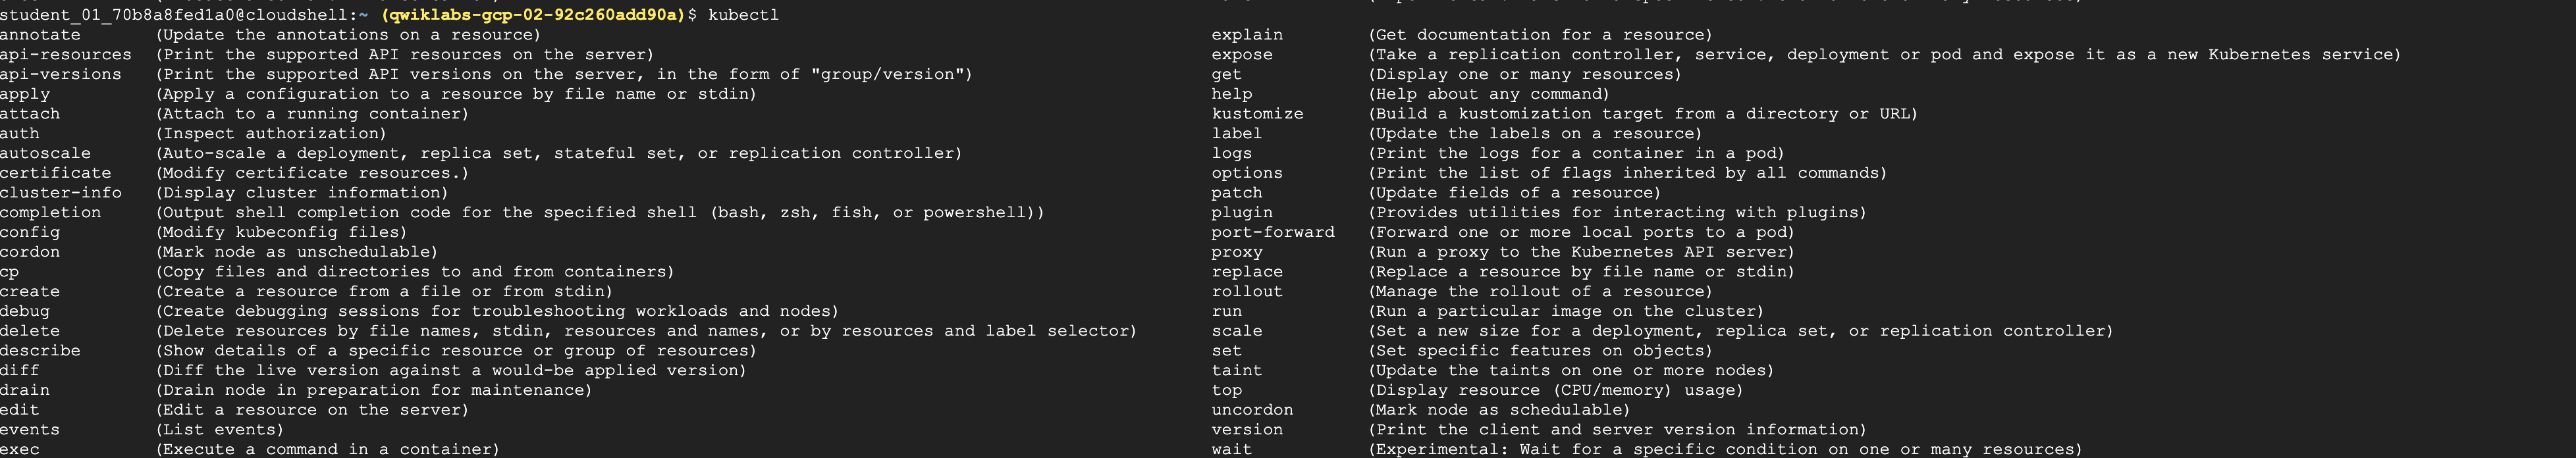 student_01_70b8a8fed1a0@cloudshell:~ (qwiklabs-gcp-02-92c260add90a)$ kubectl
annotate (Update the annotations on a resource) explain (Get documentation for a resource)
api-resources (Print the supported API resources on the server) expose (Take a replication controller, service, deployment or pod and expose it as a new Kubernetes service)
api-versions (Print the supported API versions on the server, in the form of "group/version") get (Display one or many resources)
apply (Apply a configuration to a resource by file name or stdin) help (Help about any command)
attach (Attach to a running container) kustomize (Build a kustomization target from a directory or URL)
auth (Inspect authorization) label (Update the labels on a resource)
autoscale (Auto-scale a deployment, replica set, stateful set, or replication controller) logs (Print the logs for a container in a pod)
certificate (Modify certificate resources.) options (Print the list of flags inherited by all commands)
cluster-info (Display cluster information) patch (Update fields of a resource)
completion (Output shell completion code for the specified shell (bash, zsh, fish, or powershell)) plugin (Provides utilities for interacting with plugins)
config (Modify kubeconfig files) port-forward (Forward one or more local ports to a pod)
cordon (Mark node as unschedulable) proxy (Run a proxy to the Kubernetes API server)
cp (Copy files and directories to and from containers) replace (Replace a resource by file name or stdin)
create (Create a resource from a file or from stdin) rollout (Manage the rollout of a resource)
debug (Create debugging sessions for troubleshooting workloads and nodes) run (Run a particular image on the cluster)
delete (Delete resources by file names, stdin, resources and names, or by resources and label selector) scale (Set a new size for a deployment, replica set, or replication controller)
describe (Show details of a specific resource or group of resources) set (Set specific features on objects)
diff (Diff the live version against a would-be applied version) taint (Update the taints on one or more nodes)
drain (Drain node in preparation for maintenance) top (Display resource (CPU/memory) usage)
edit (Edit a resource on the server) uncordon (Mark node as schedulable)
events (List events) version (Print the client and server version information)
exec (Execute a command in a container) wait (Experimental: Wait for a specific condition on one or many resources)